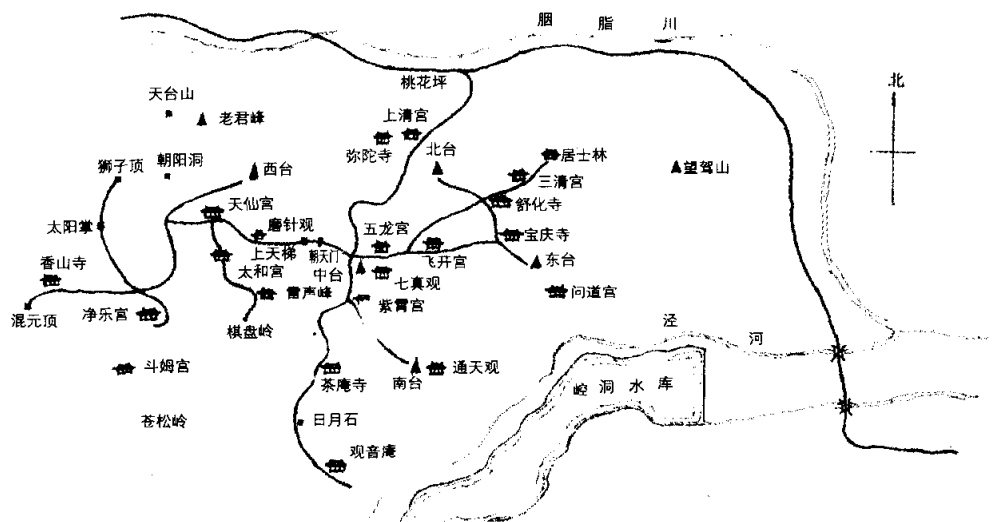 胭脂川
桃花坪
北
天台山
老君峰
上清宫
弥陀寺
北台
居士林
狮子顶
朝阳洞
西台
三清宫
望驾山
天仙宫
舒化寺
太阳掌
磨针观
五龙宫
宝庆寺
上天梯
朝天门
飞开宫
东台
香山寺
太和宫
中台
七真观
雷声峰
紫霄宫
问道宫
混元顶
净乐宫
棋盘岭
泾河
斗姆宫
茶庵寺
南台
通天观
崆洞水库
苍松岭
日月石
观音庵